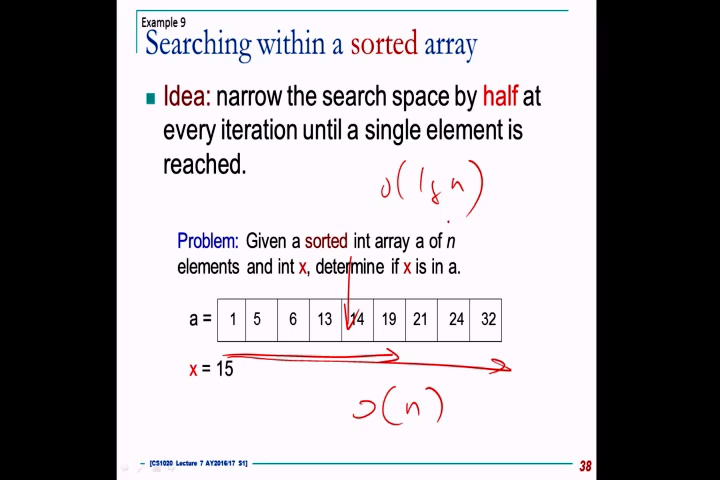 Example 9
Searching within a sorted array
Idea: narrow the search space by half at
every iteration until a single element is
reached.
O(lg n)
Problem: Given a sorted int array a of n
elements and int x, determine if x is in a.
a = 1 5 6 13 14 19 21 24 32
x = 15
O(n)
[CS1020 Lecture 7 AY2016/17 S1]
38